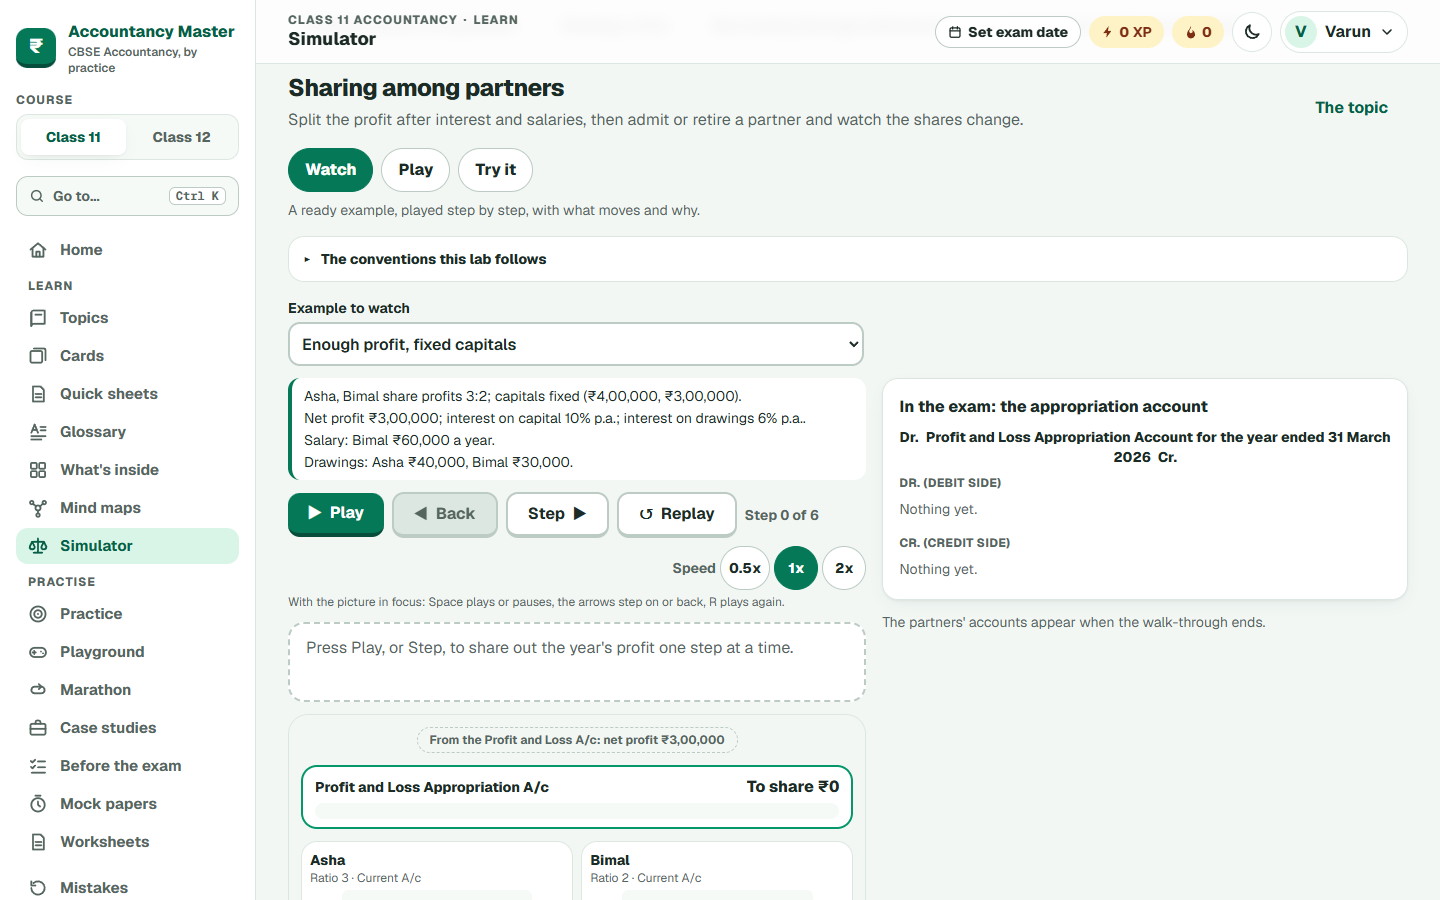 Accountancy Master
CBSE Accountancy, by
practice
COURSE
Class 11
Class 12
Go to...
Ctrl K
Home
LEARN
Topics
Cards
Quick sheets
Glossary
What's inside
Mind maps
Simulator
PRACTISE
Practice
Playground
Marathon
Case studies
Before the exam
Mock papers
Worksheets
Mistakes
CLASS 11 ACCOUNTANCY · LEARN
Simulator
Set exam date
0 XP
0
V
Varun
Sharing among partners
Split the profit after interest and salaries, then admit or retire a partner and watch the shares change.
The topic
Watch
Play
Try it
A ready example, played step by step, with what moves and why.
The conventions this lab follows
Example to watch
Enough profit, fixed capitals
Asha, Bimal share profits 3:2; capitals fixed (₹4,00,000, ₹3,00,000).
Net profit ₹3,00,000; interest on capital 10% p.a.; interest on drawings 6% p.a..
Salary: Bimal ₹60,000 a year.
Drawings: Asha ₹40,000, Bimal ₹30,000.
Play
Back
Step
Replay
Step 0 of 6
Speed
0.5x
1x
2x
With the picture in focus: Space plays or pauses, the arrows step on or back, R plays again.
Press Play, or Step, to share out the year's profit one step at a time.
From the Profit and Loss A/c: net profit ₹3,00,000
Profit and Loss Appropriation A/c
To share ₹0
Asha
Ratio 3 · Current A/c
Bimal
Ratio 2 · Current A/c
In the exam: the appropriation account
Dr. Profit and Loss Appropriation Account for the year ended 31 March
2026 Cr.
DR. (DEBIT SIDE)
Nothing yet.
CR. (CREDIT SIDE)
Nothing yet.
The partners' accounts appear when the walk-through ends.